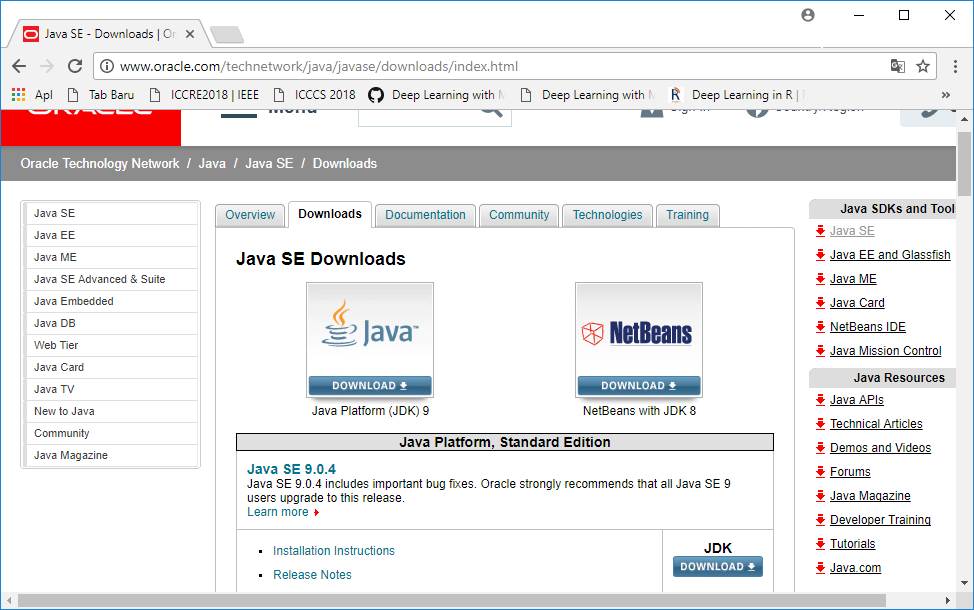 Java SE - Downloads | Or
www.oracle.com/technetwork/java/javase/downloads/index.html
Apl Tab Baru ICCRE2018 | IEEE ICCCS 2018 Deep Learning with Deep Learning with Deep Learning in R |
ORACLE Menu Sign In Country/Region
Oracle Technology Network / Java / Java SE / Downloads
Java SE
Java EE
Java ME
Java SE Advanced & Suite
Java Embedded
Java DB
Web Tier
Java Card
Java TV
New to Java
Community
Java Magazine
Overview Downloads Documentation Community Technologies Training
Java SE Downloads
Java™
DOWNLOAD
Java Platform (JDK) 9
NetBeans
DOWNLOAD
NetBeans with JDK 8
Java Platform, Standard Edition
Java SE 9.0.4
Java SE 9.0.4 includes important bug fixes. Oracle strongly recommends that all Java SE 9
users upgrade to this release.
Learn more
Installation Instructions
Release Notes
JDK
DOWNLOAD
Java SDKs and Tool
Java SE
Java EE and Glassfish
Java ME
Java Card
NetBeans IDE
Java Mission Control
Java Resources
Java APIs
Technical Articles
Demos and Videos
Forums
Java Magazine
Developer Training
Tutorials
Java.com